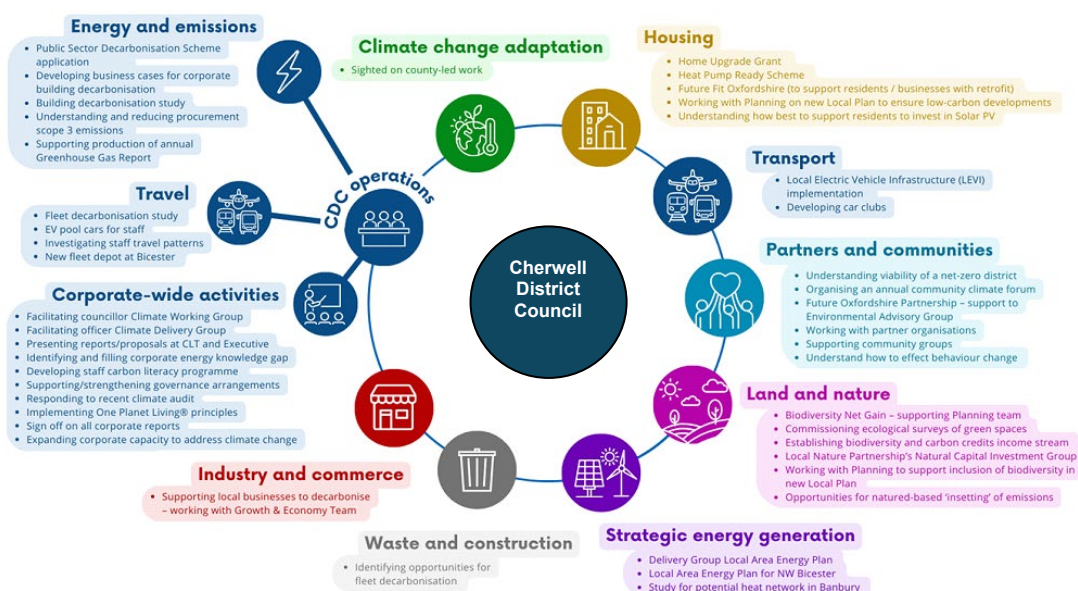 Energy and emissions
• Public Sector Decarbonisation Scheme
application
• Developing business cases for corporate
building decarbonisation
• Building decarbonisation study
• Understanding and reducing procurement
scope 3 emissions
• Supporting production of annual
Greenhouse Gas Report
Travel
• Fleet decarbonisation study
• EV pool cars for staff
• Investigating staff travel patterns
• New fleet depot at Bicester
Corporate-wide activities
• Facilitating councillor Climate Working Group
• Facilitating officer Climate Delivery Group
• Presenting reports/proposals at CLT and Executive
• Identifying and filling corporate energy knowledge gap
• Developing staff carbon literacy programme
• Supporting/strengthening governance arrangements
• Responding to recent climate audit
• Implementing One Planet Living® principles
• Sign off on all corporate reports
• Expanding corporate capacity to address climate change
CDC operations
Climate change adaptation
• Sighted on county-led work
Housing
• Home Upgrade Grant
• Heat Pump Ready Scheme
• Future Fit Oxfordshire (to support residents / businesses with retrofit)
• Working with Planning on new Local Plan to ensure low-carbon developments
• Understanding how best to support residents to invest in Solar PV
Transport
• Local Electric Vehicle Infrastructure (LEVI)
implementation
• Developing car clubs
Cherwell
District
Council
Partners and communities
• Understanding viability of a net-zero district
• Organising an annual community climate forum
• Future Oxfordshire Partnership – support to
Environmental Advisory Group
• Working with partner organisations
• Supporting community groups
• Understand how to effect behaviour change
Land and nature
• Biodiversity Net Gain – supporting Planning team
• Commissioning ecological surveys of green spaces
• Establishing biodiversity and carbon credits income stream
• Local Nature Partnership's Natural Capital Investment Group
• Working with Planning to support inclusion of biodiversity in
new Local Plan
• Opportunities for natured-based 'insetting' of emissions
Strategic energy generation
• Delivery Group Local Area Energy Plan
• Local Area Energy Plan for NW Bicester
• Study for potential heat network in Banbury
Waste and construction
• Identifying opportunities for
fleet decarbonisation
Industry and commerce
• Supporting local businesses to decarbonise
– working with Growth & Economy Team